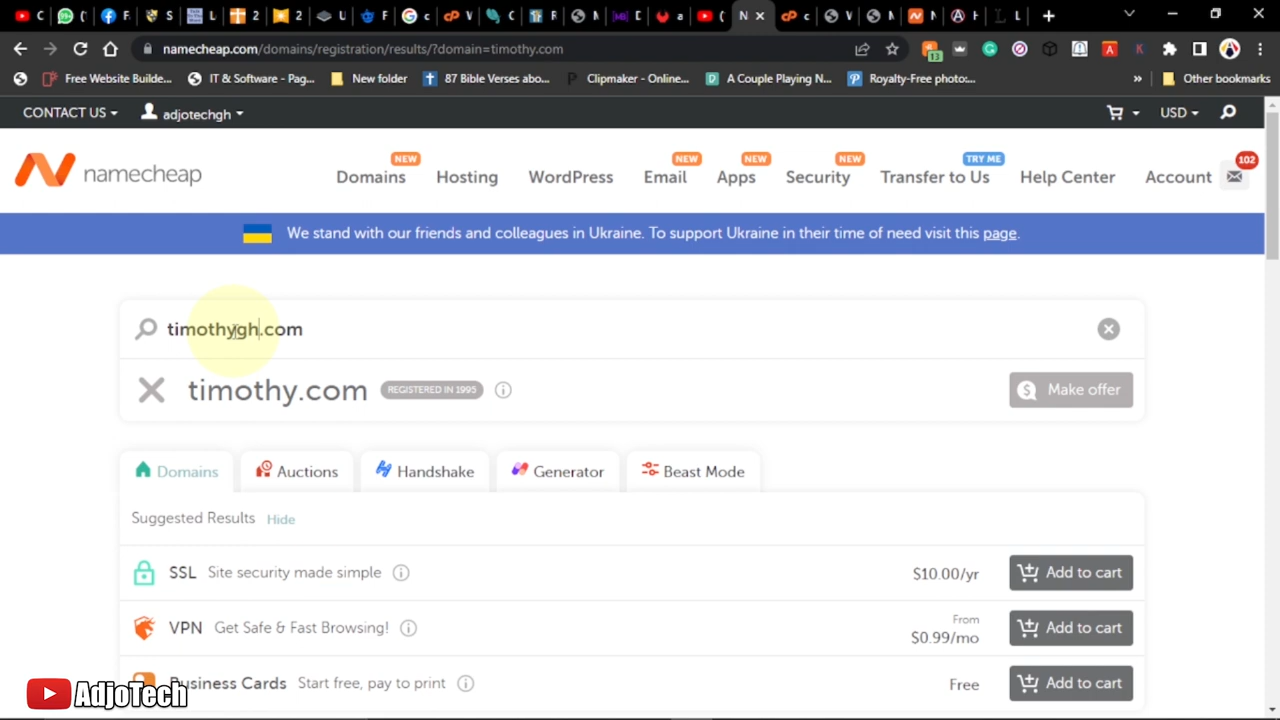 namecheap.com/domains/registration/results/?domain=timothy.com
13
Free Website Builde...
IT & Software - Pag...
New folder
87 Bible Verses abo...
Clipmaker - Online...
A Couple Playing N...
Royalty-Free photo:...
»
Other bookmarks
CONTACT US
adjotechgh
USD
namecheap
Domains
NEW
Hosting
WordPress
Email
NEW
Apps
NEW
Security
NEW
Transfer to Us
TRY ME
Help Center
Account
102
We stand with our friends and colleagues in Ukraine. To support Ukraine in their time of need visit this page.
timothygh.com
timothy.com REGISTERED IN 1995
Make offer
Domains
Auctions
Handshake
Generator
Beast Mode
Suggested Results Hide
SSL Site security made simple
$10.00/yr
Add to cart
VPN Get Safe & Fast Browsing!
From
$0.99/mo
Add to cart
Business Cards Start free, pay to print
Free
Add to cart
AdjoTech